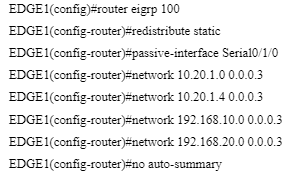 EDGE1(config)#router eigrp 100
EDGE1(config-router)#redistribute static
EDGE1(config-router)#passive-interface Serial0/1/0
EDGE1(config-router)#network 10.20.1.0 0.0.0.3
EDGE1(config-router)#network 10.20.1.4 0.0.0.3
EDGE1(config-router)#network 192.168.10.0 0.0.0.3
EDGE1(config-router)#network 192.168.20.0 0.0.0.3
EDGE1(config-router)#no auto-summary